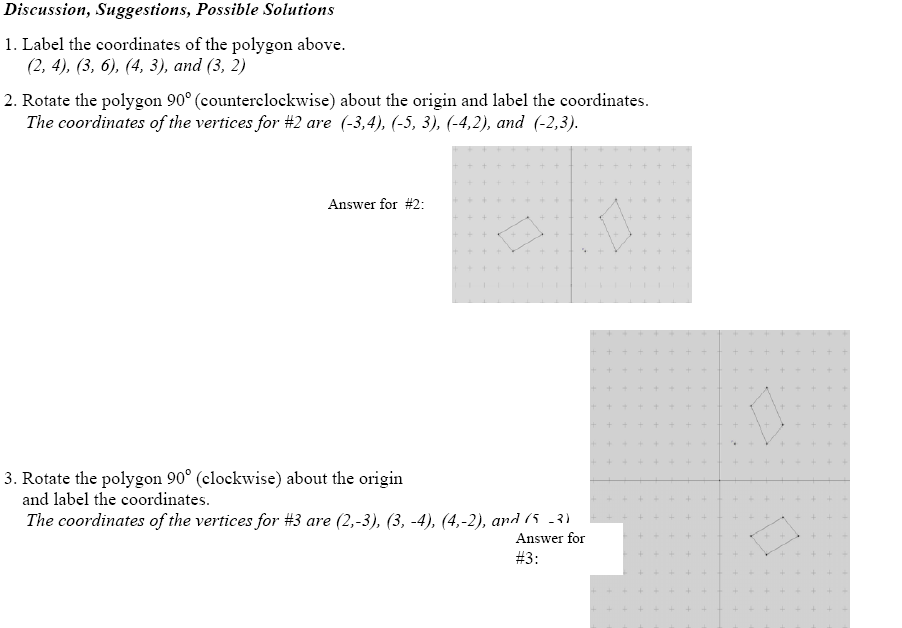 Discussion, Suggestions, Possible Solutions
1. Label the coordinates of the polygon above.
(2, 4), (3, 6), (4, 3), and (3, 2)
2. Rotate the polygon 90° (counterclockwise) about the origin and label the coordinates.
The coordinates of the vertices for #2 are (-3,4), (-5, 3), (-4,2), and (-2,3).
Answer for #2:
3. Rotate the polygon 90° (clockwise) about the origin
and label the coordinates.
The coordinates of the vertices for #3 are (2,-3), (3, -4), (4,-2), and (5 -3)
Answer for
#3: